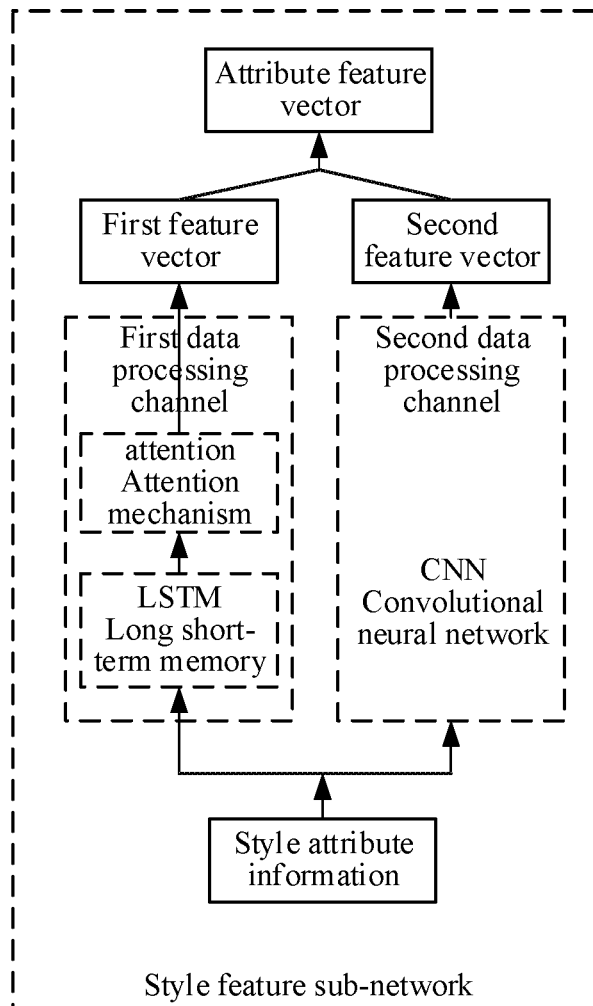 Attribute feature
vector
First feature
vector
Second
feature vector
First data
processing
channel
attention
Attention
mechanism
LSTM
Long short-
term memory
Second data
processing
channel
CNN
Convolutional
neural network
Style attribute
information
Style feature sub-network